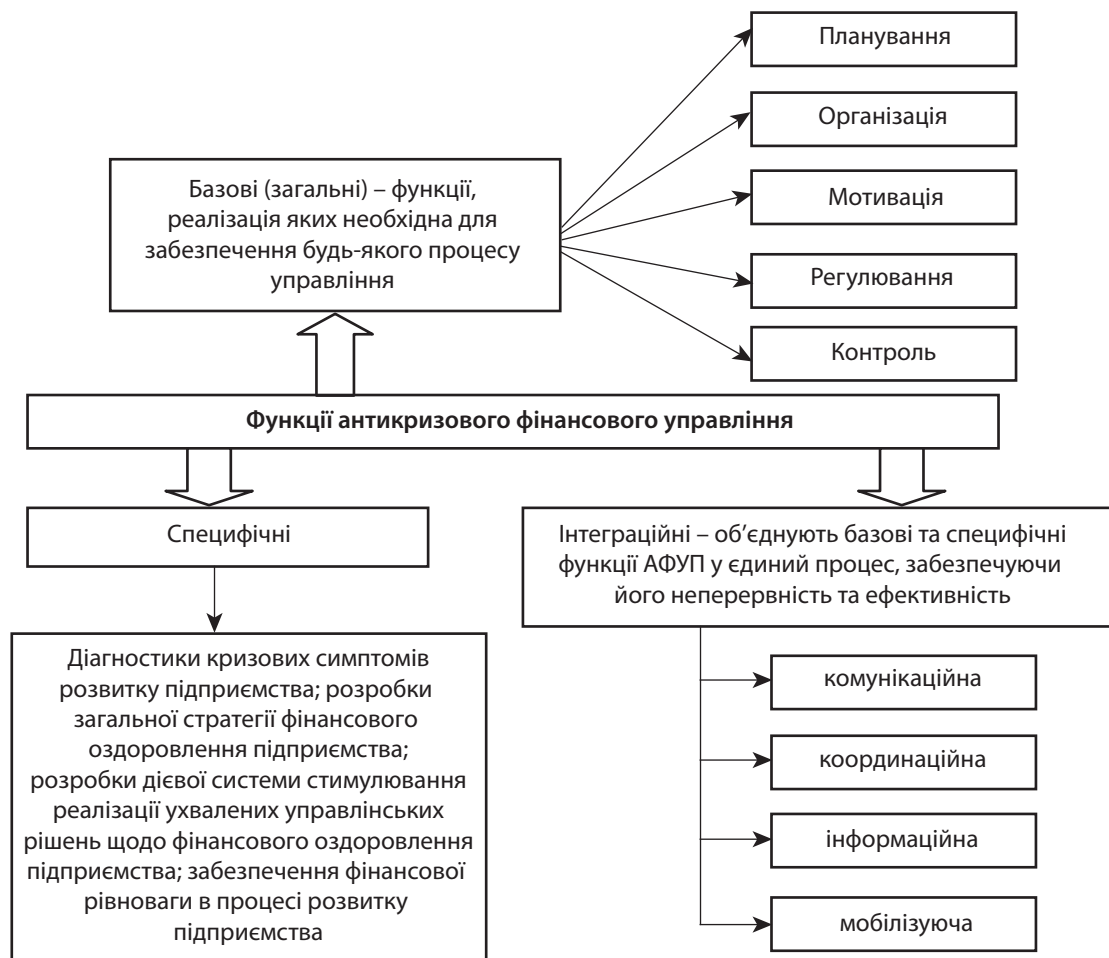 Планування
Організація
Мотивація
Регулювання
Контроль
Базові (загальні) – функції,
реалізація яких необхідна для
забезпечення будь-якого процесу
управління
Функції антикризового фінансового управління
Специфічні
Діагностики кризових симптомів
розвитку підприємства; розробки
загальної стратегії фінансового
оздоровлення підприємства;
розробки дієвої системи стимулювання
реалізації ухвалених управлінських
рішень щодо фінансового оздоровлення
підприємства; забезпечення фінансової
рівноваги в процесі розвитку
підприємства
Інтеграційні – об’єднують базові та специфічні
функції АФУП у єдиний процес, забезпечуючи
його неперервність та ефективність
комунікаційна
координаційна
інформаційна
мобілізуюча